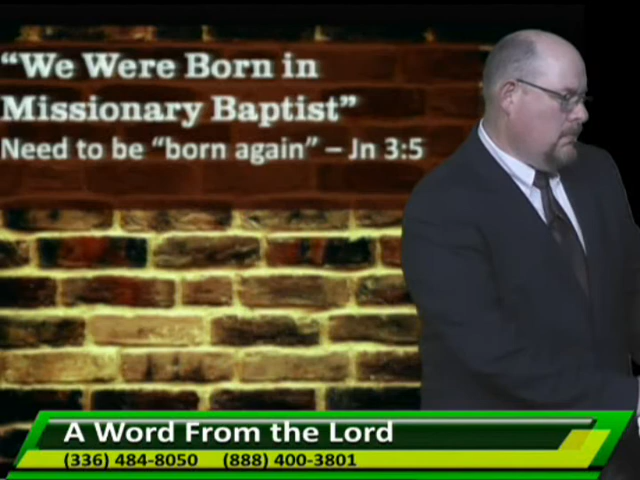 “We Were Born in
Missionary Baptist”
Need to be “born again” – Jn 3:5
A Word From the Lord
(336) 484-8050 (888) 400-3801